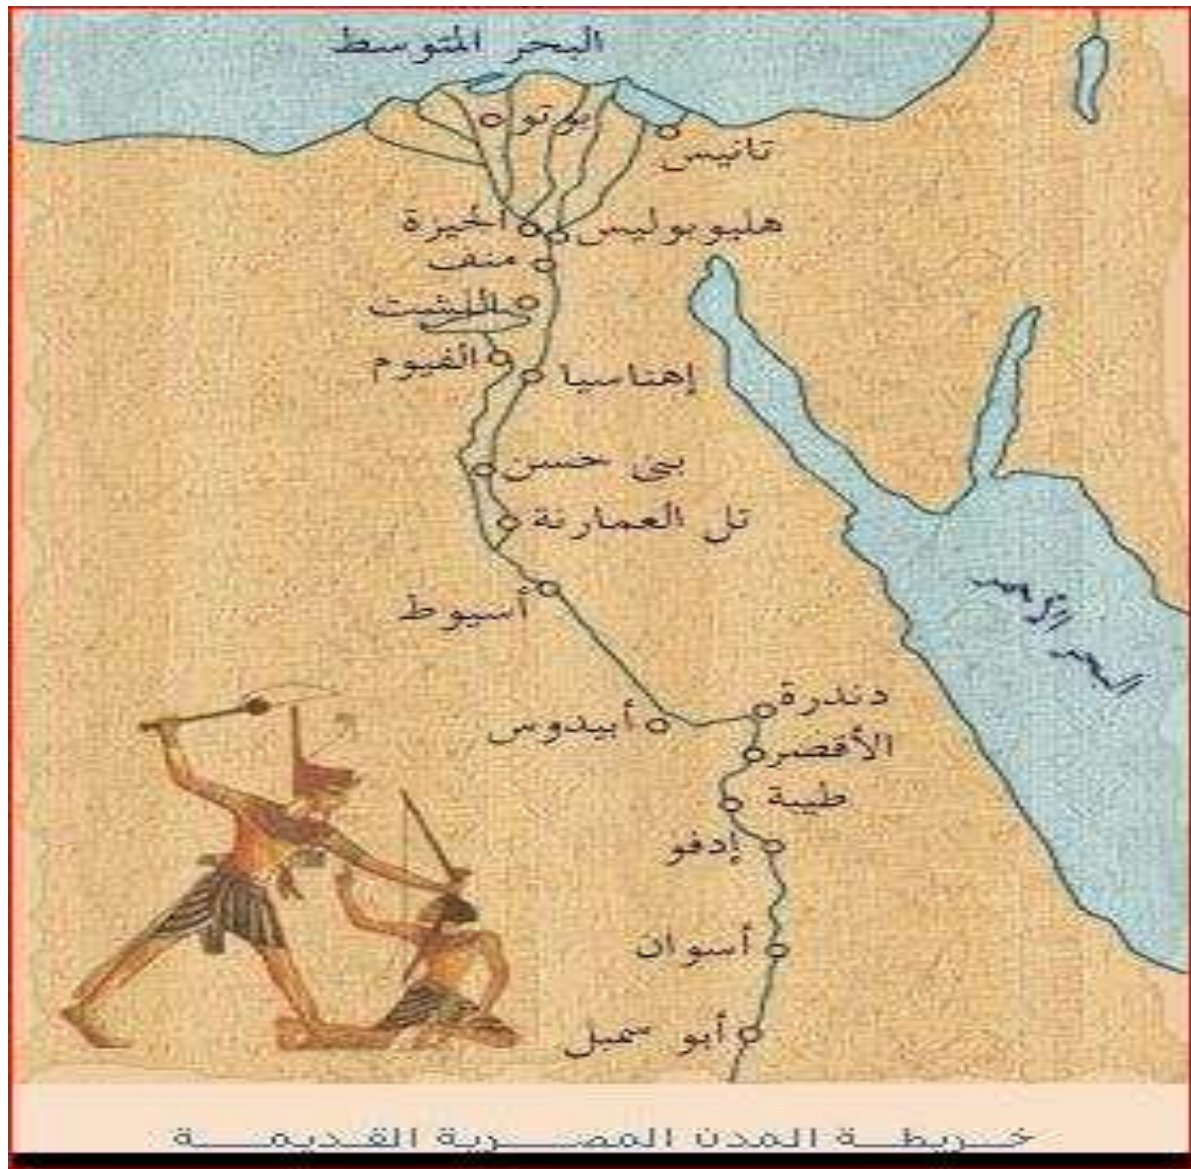 البحر المتوسط
بوتو
تانيس
الجيزة
هليوبوليس
منف
اللشت
الفيوم
إهناسيا
بنى حسن
تل العمارنة
أسيوط
البحر الأحمر
دندرة
أبيدوس
الأقصر
طيبة
إدفو
أسوان
أبو سمبل
خريطة المدن المصرية القديمة